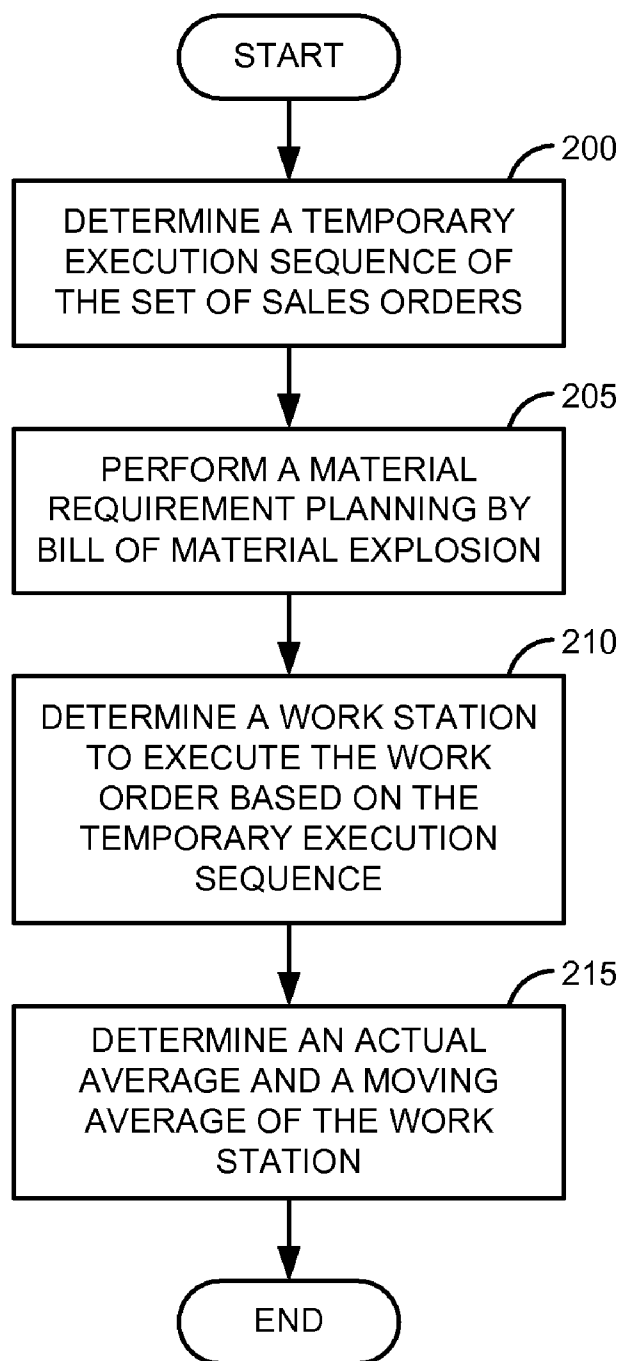 START
200
DETERMINE A TEMPORARY
EXECUTION SEQUENCE OF
THE SET OF SALES ORDERS
205
PERFORM A MATERIAL
REQUIREMENT PLANNING BY
BILL OF MATERIAL EXPLOSION
210
DETERMINE A WORK STATION
TO EXECUTE THE WORK
ORDER BASED ON THE
TEMPORARY EXECUTION
SEQUENCE
215
DETERMINE AN ACTUAL
AVERAGE AND A MOVING
AVERAGE OF THE WORK
STATION
END